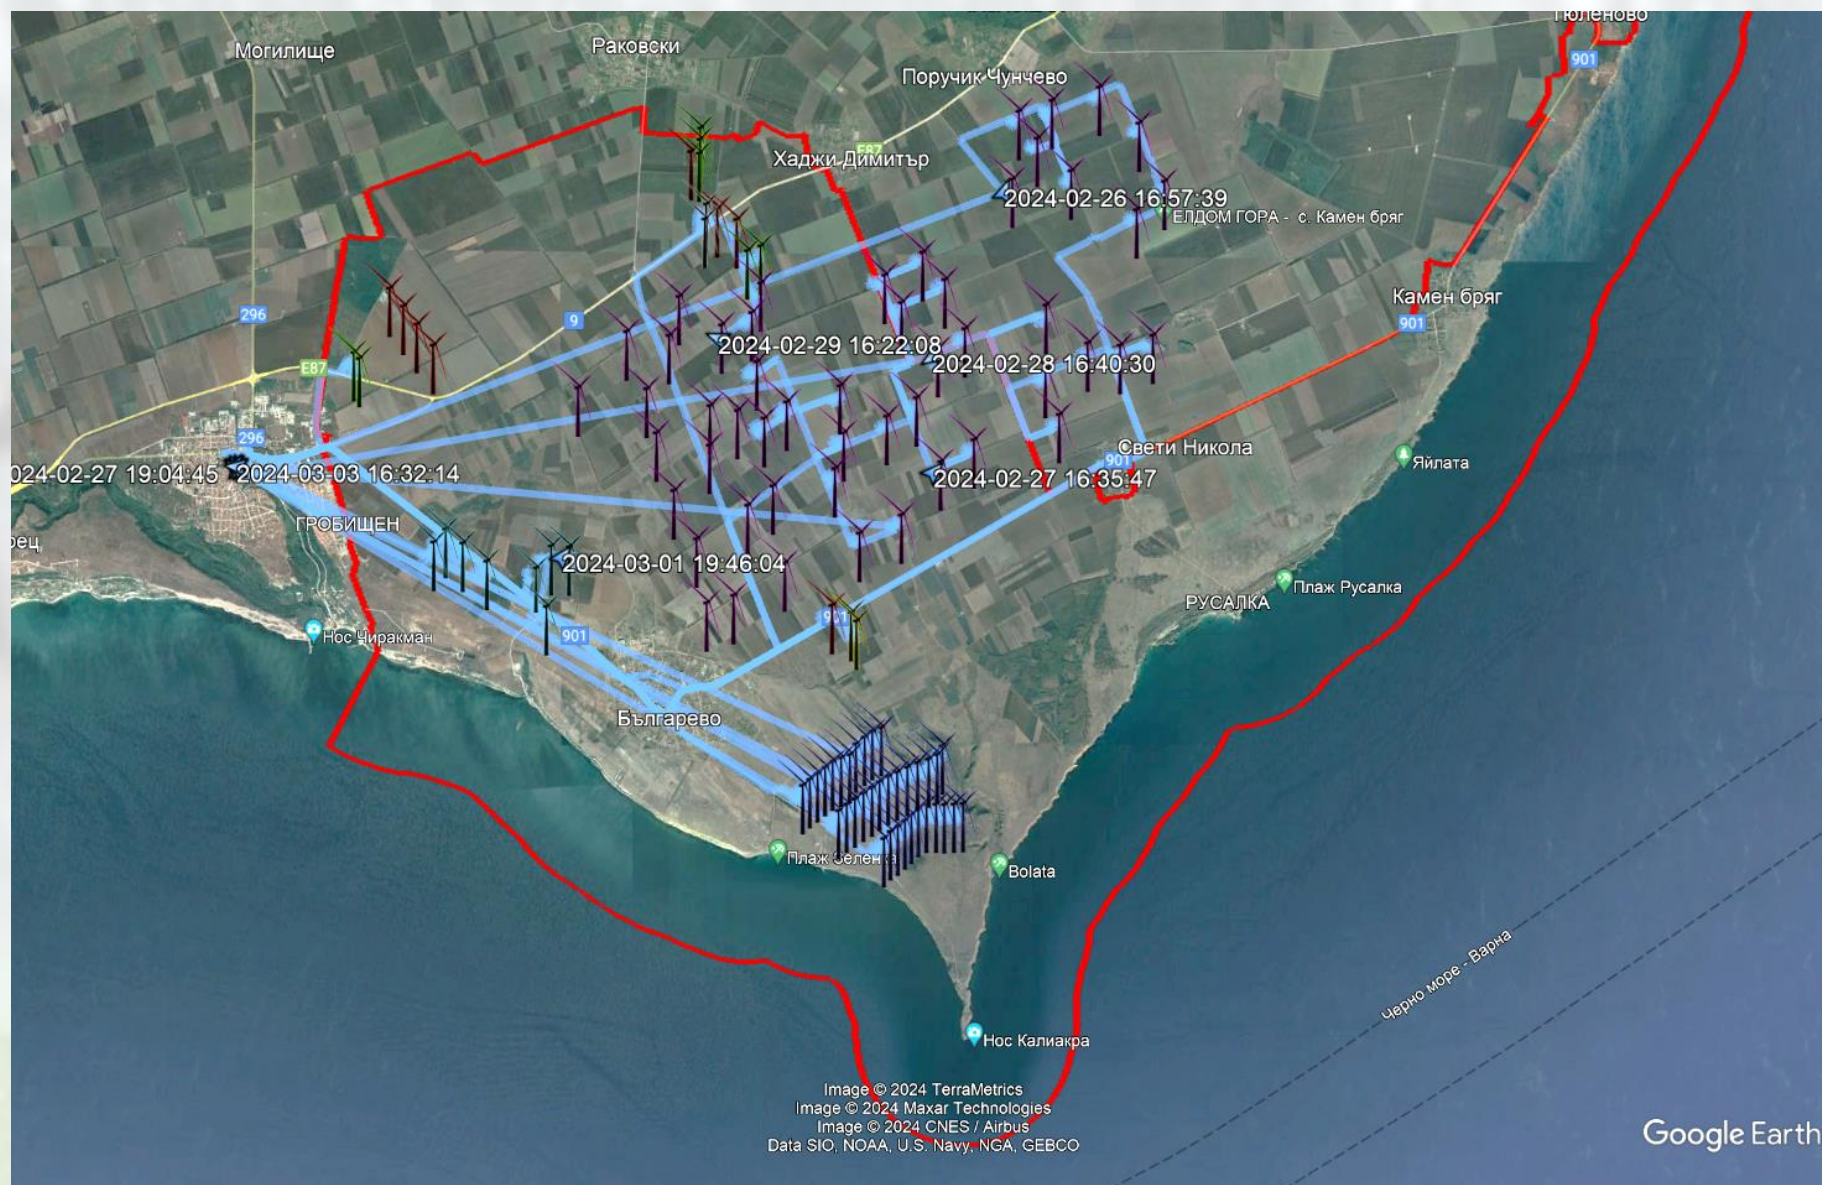 Тюленово
Могилище
Раковски
901
Поручик Чунчево
E87
Хаджи Димитър
2024-02-26 16:57:39
ЕЛДОМ ГОРА - с. Камен бряг
Камен бряг
296
9
901
2024-02-29 16:22:08
2024-02-28 16:40:30
E87
296
Свети Никола
901
Яйлата
024-02-27 19:04:45
2024-03-03 16:32:14
2024-02-27 16:35:47
ГРОБИЩЕН
рец
2024-03-01 19:46:04
Плаж Русалка
РУСАЛКА
901
Нос Чиракман
901
Българево
Плаж Зеленка
Bolata
Черно море - Варна
Нос Калиакра
Image © 2024 TerraMetrics
Image © 2024 Maxar Technologies
Image © 2024 CNES / Airbus
Data SIO, NOAA, U.S. Navy, NGA, GEBCO
Google Earth